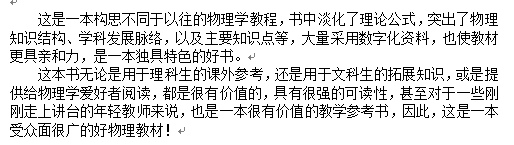 这是一本构思不同于以往的物理学教程，书中淡化了理论公式，突出了物理
知识结构、学科发展脉络，以及主要知识点等，大量采用数字化资料，也使教材
更具亲和力，是一本独具特色的好书。
这本书无论是用于理科生的课外参考，还是用于文科生的拓展知识，或是提
供给物理学爱好者阅读，都是很有价值的，具有很强的可读性，甚至对于一些刚
刚走上讲台的年轻教师来说，也是一本很有价值的教学参考书，因此，这是一本
受众面很广的好物理教材！